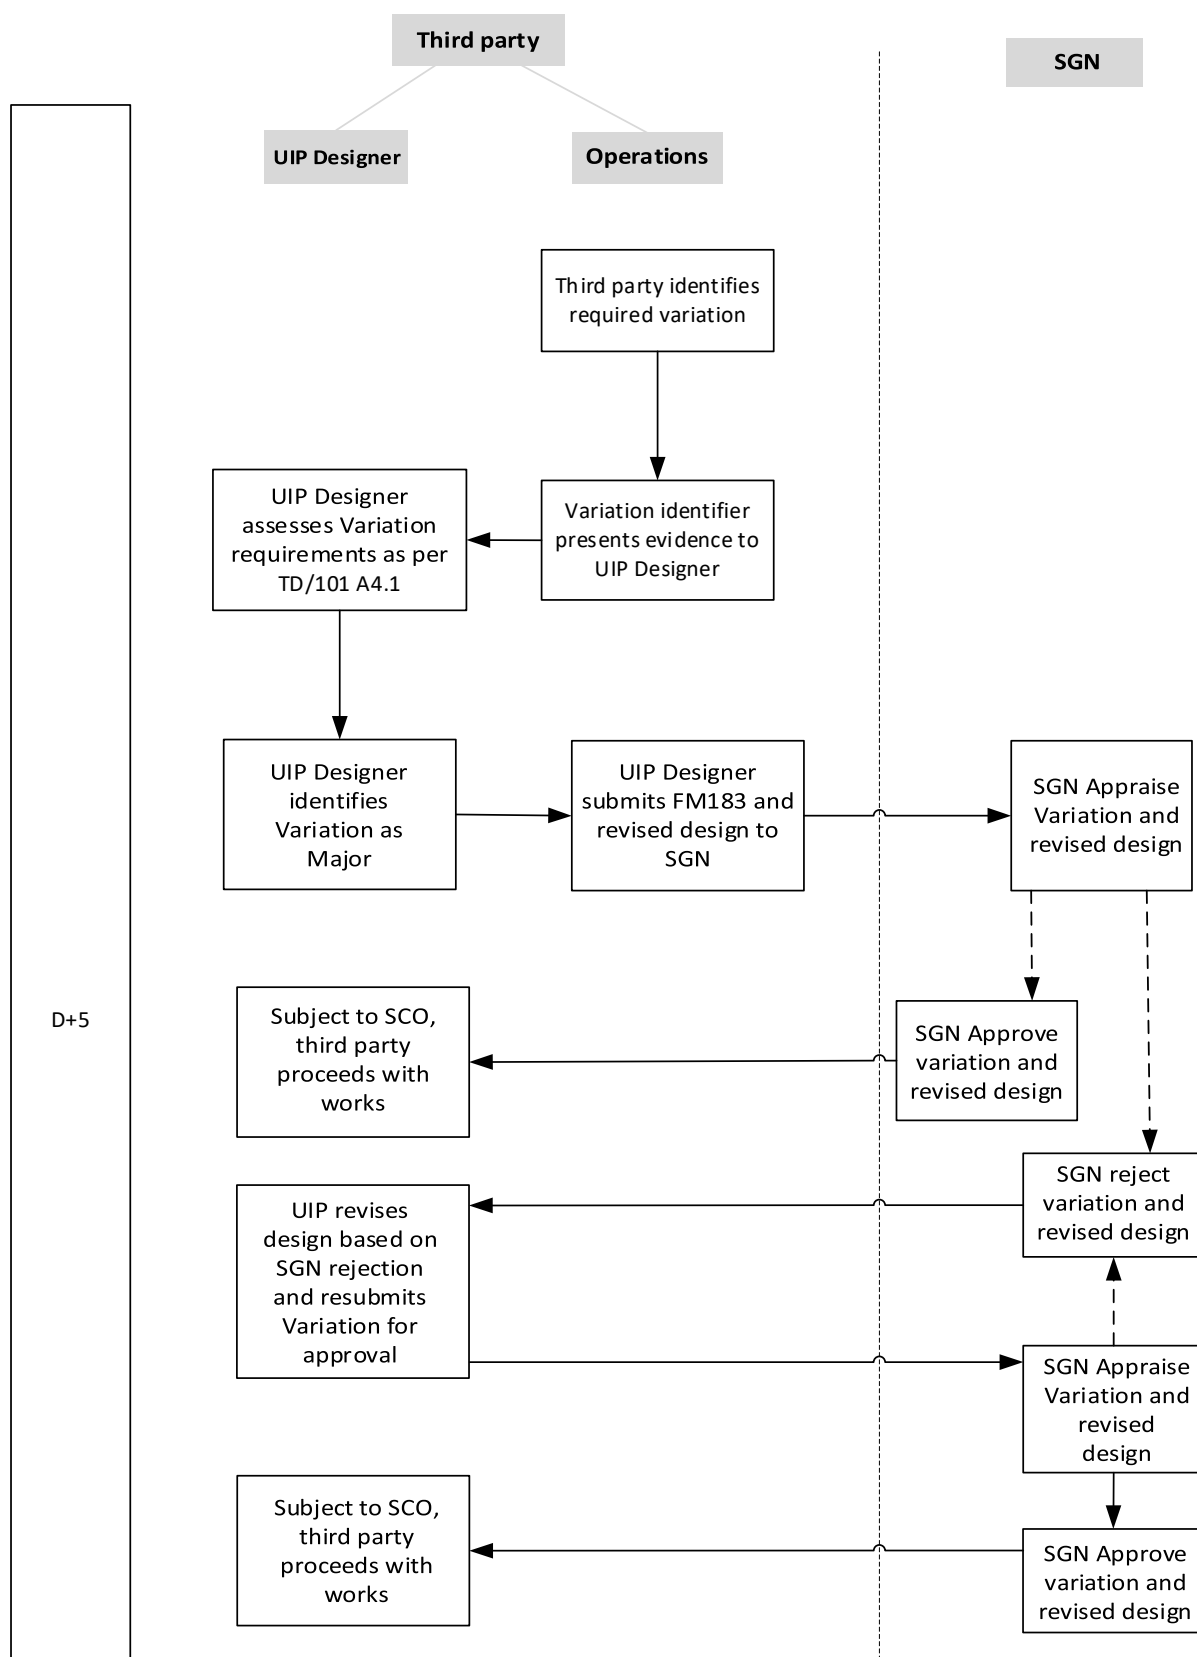 Third party
SGN
UIP Designer
Operations
Third party identifies
required variation
UIP Designer
assesses Variation
requirements as per
TD/101 A4.1
Variation identifier
presents evidence to
UIP Designer
UIP Designer
identifies
Variation as
Major
UIP Designer
submits FM183 and
revised design to
SGN
SGN Appraise
Variation and
revised design
D+5
Subject to SCO,
third party
proceeds with
works
SGN Approve
variation and
revised design
SGN reject
variation and
revised design
UIP revises
design based on
SGN rejection
and resubmits
Variation for
approval
SGN Appraise
Variation and
revised
design
Subject to SCO,
third party
proceeds with
works
SGN Approve
variation and
revised design